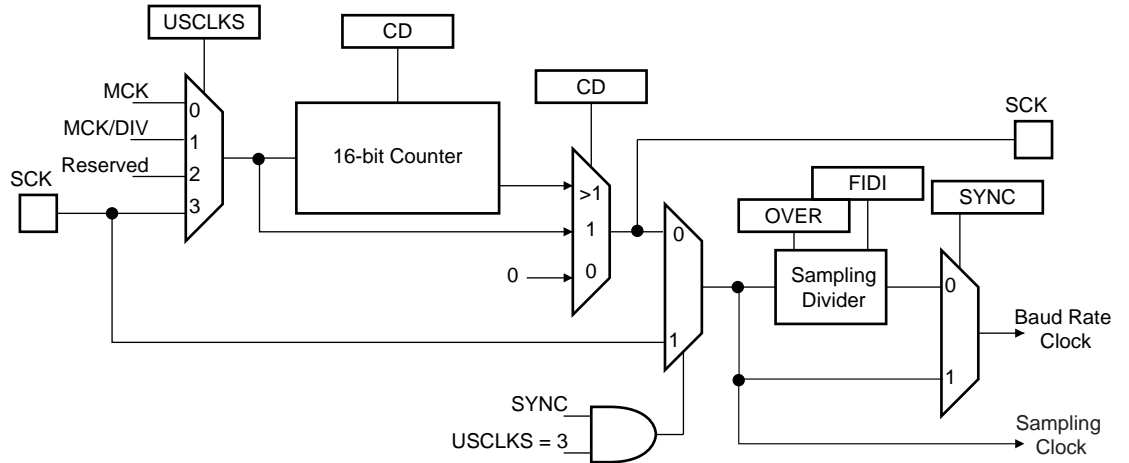 USCLKS
CD
CD
MCK
0
MCK/DIV
1
Reserved
2
SCK
3
16-bit Counter
>1
1
0
0
SCK
FIDI
OVER
SYNC
0
1
Sampling
Divider
0
1
Baud Rate
Clock
SYNC
USCLKS = 3
Sampling
Clock